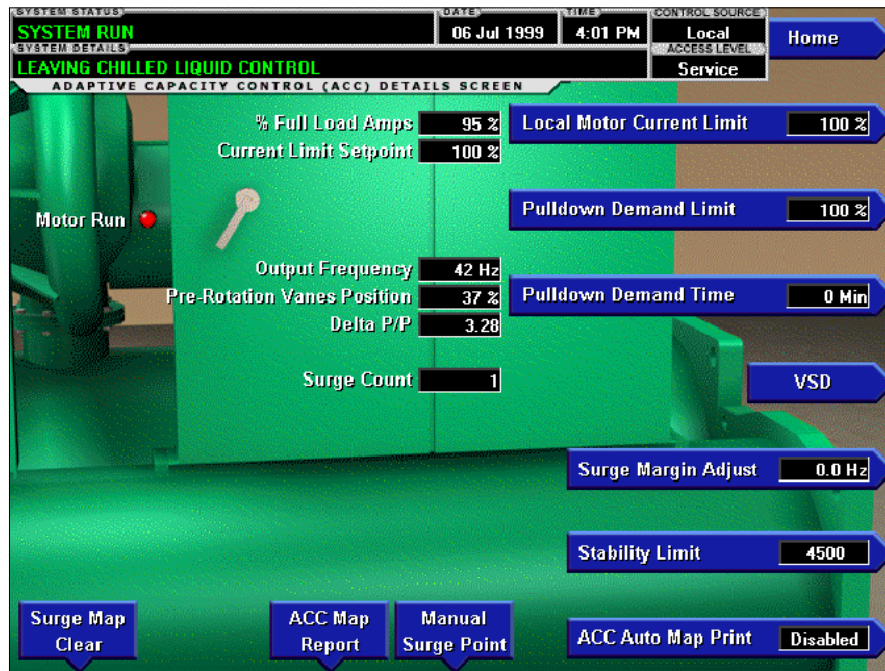 SYSTEM STATUS
SYSTEM RUN
DATE
06 Jul 1999
TIME
4:01 PM
CONTROL SOURCE
Local
Home
SYSTEM DETAILS
LEAVING CHILLED LIQUID CONTROL
ACCESS LEVEL
Service
ADAPTIVE CAPACITY CONTROL (ACC) DETAILS SCREEN
% Full Load Amps 95 %
Current Limit Setpoint 100 %
Local Motor Current Limit 100 %
Motor Run
Pulldown Demand Limit 100 %
Output Frequency 42 Hz
Pre-Rotation Vanes Position 37 %
Delta P/P 3.28
Pulldown Demand Time 0 Min
Surge Count 1
VSD
Surge Margin Adjust 0.0 Hz
Stability Limit 4500
Surge Map
Clear
ACC Map
Report
Manual
Surge Point
ACC Auto Map Print Disabled